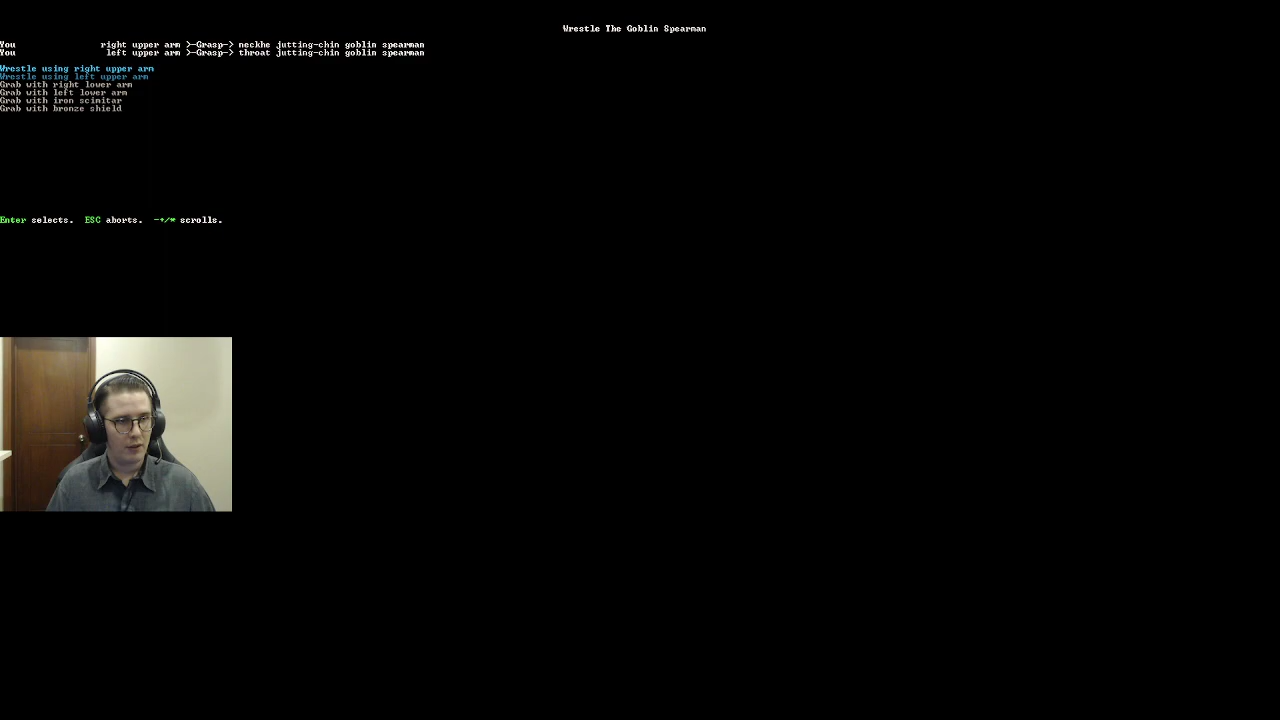 Wrestle The Goblin Spearman
You right upper arm >-Grasp-> neckhe jutting-chin goblin spearman
You left upper arm >-Grasp-> throat jutting-chin goblin spearman
Wrestle using right upper arm
Wrestle using left upper arm
Grab with right lower arm
Grab with left lower arm
Grab with iron scimitar
Grab with bronze shield
Enter selects. ESC aborts. -+/* scrolls.